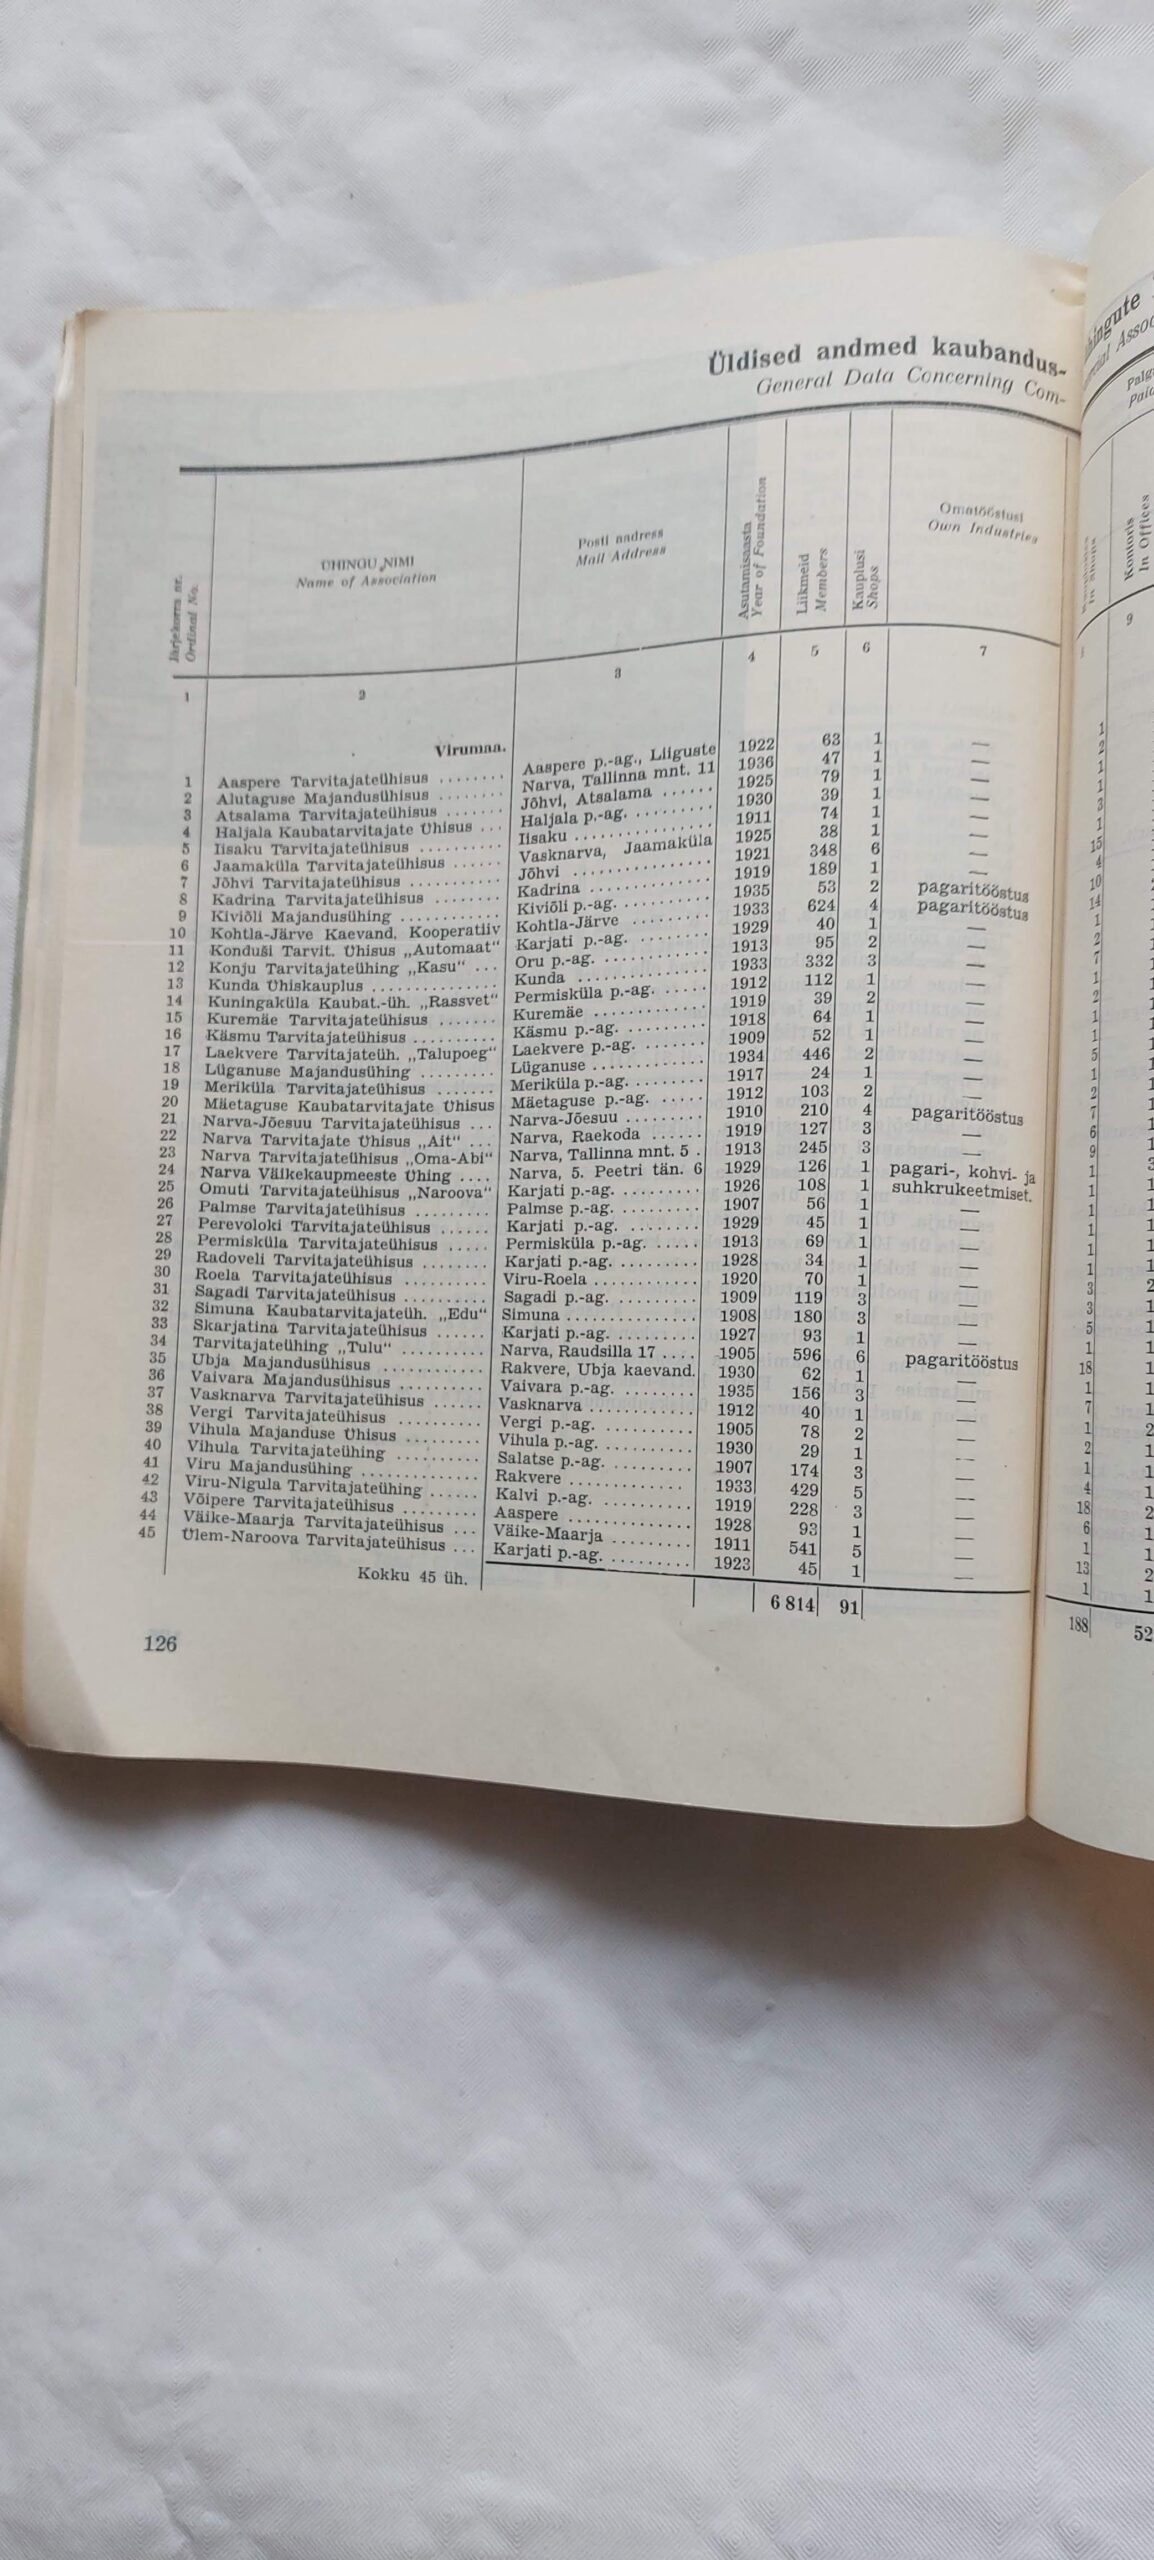 Üldised andmed kaubandus-
General Data Concerning Com-
Järjekorra nr. Ordinal No.
ÜHINGU NIMI
Name of Association
Posti aadress
Mail Address
Asutamisaasta
Year of Foundation
Liikmeid
Members
Kauplusi
Shops
Omatööstusi
Own Industries
1 2 3 4 5 6 7
Virumaa.
1 Aaspere Tarvitajateühisus ........ Aaspere p.-ag., Liiguste 1922 63 1 —
2 Alutaguse Majandusühisus ........ Narva, Tallinna mnt. 11 1936 47 1 —
3 Atsalama Tarvitajateühisus ........ Jõhvi, Atsalama ...... 1925 79 1 —
4 Haljala Kaubatarvitajate Ühisus ... Haljala p.-ag. ......... 1930 39 1 —
5 Iisaku Tarvitajateühisus .......... Iisaku ................ 1911 74 1 —
6 Jaamaküla Tarvitajateühisus ...... Vasknarva, Jaamaküla 1925 38 1 —
7 Jõhvi Tarvitajateühisus ........... Jõhvi ................ 1921 348 6 —
8 Kadrina Tarvitajateühisus ......... Kadrina .............. 1919 189 1 —
9 Kiviõli Majandusühing ............ Kiviõli p.-ag. ......... 1935 53 2 pagaritööstus
10 Kohtla-Järve Kaevand. Kooperatiiv Kohtla-Järve ......... 1933 624 4 pagaritööstus
11 Konduši Tarvit. Ühisus „Automaat“ Karjati p.-ag. ........ 1929 40 1 —
12 Konju Tarvitajateühing „Kasu“ ... Oru p.-ag. ........... 1913 95 2 —
13 Kunda Ühiskauplus .............. Kunda ............... 1933 332 3 —
14 Kuningaküla Kaubat.-üh. „Rassvet“ Permisküla p.-ag. ..... 1912 112 1 —
15 Kuremäe Tarvitajateühisus ....... Kuremäe ............ 1919 39 2 —
16 Käsmu Tarvitajateühisus ......... Käsmu p.-ag. ......... 1918 64 1 —
17 Laekvere Tarvitajateüh. „Talupoeg“ Laekvere p.-ag. ....... 1909 52 1 —
18 Lüganuse Majandusühing ......... Lüganuse ............ 1934 446 2 —
19 Meriküla Tarvitajateühisus ....... Meriküla p.-ag. ........ 1917 24 1 —
20 Mäetaguse Kaubatarvitajate Ühisus Mäetaguse p.-ag. ..... 1912 103 2 —
21 Narva-Jõesuu Tarvitajateühisus ... Narva-Jõesuu ........ 1910 210 4 pagaritööstus
22 Narva Tarvitajate Ühisus „Ait“ ... Narva, Raekoda ...... 1919 127 3 —
23 Narva Tarvitajateühisus „Oma-Abi“ Narva, Tallinna mnt. 5 . 1913 245 3 —
24 Narva Väikekaupmeeste Ühing .... Narva, 5. Peetri tän. 6 1929 126 1 pagari-, kohvi- ja
suhkrukeetmiset.
25 Omuti Tarvitajateühisus „Naroova“ Karjati p.-ag. ......... 1926 108 1
26 Palmse Tarvitajateühisus ......... Palmse p.-ag. ......... 1907 56 1 —
27 Perevoloki Tarvitajateühisus ...... Karjati p.-ag. ......... 1929 45 1 —
28 Permisküla Tarvitajateühisus ..... Permisküla p.-ag. ..... 1913 69 1 —
29 Radoveli Tarvitajateühisus ....... Karjati p.-ag. ......... 1928 34 1 —
30 Roela Tarvitajateühisus .......... Viru-Roela ............ 1920 70 1 —
31 Sagadi Tarvitajateühisus .......... Sagadi p.-ag. ......... 1909 119 3 —
32 Simuna Kaubatarvitajateüh. „Edu“ Simuna .............. 1908 180 3 —
33 Skarjatina Tarvitajateühisus ...... Karjati p.-ag. ......... 1927 93 1 —
34 Tarvitajateühing „Tulu“ .......... Narva, Raudsilla 17 .... 1905 596 6 pagaritööstus
35 Ubja Majandusühisus ............ Rakvere, Ubja kaevand. 1930 62 1 —
36 Vaivara Majandusühisus ......... Vaivara p.-ag. ........ 1935 156 3 —
37 Vasknarva Tarvitajateühisus ...... Vasknarva ........... 1912 40 1 —
38 Vergi Tarvitajateühisus .......... Vergi p.-ag. .......... 1905 78 2 —
39 Vihula Majanduse Ühisus ......... Vihula p.-ag. ......... 1930 29 1 —
40 Vihula Tarvitajateühing .......... Salatse p.-ag. ......... 1907 174 3 —
41 Viru Majandusühing .............. Rakvere ............. 1933 429 5 —
42 Viru-Nigula Tarvitajateühing ...... Kalvi p.-ag. .......... 1919 228 3 —
43 Võipere Tarvitajateühisus ......... Aaspere .............. 1928 93 1 —
44 Väike-Maarja Tarvitajateühisus ... Väike-Maarja ......... 1911 541 5 —
45 Ülem-Naroova Tarvitajateühisus ... Karjati p.-ag. ......... 1923 45 1 —
Kokku 45 üh. 6 814 91
126
Kontoris
In Offices
9
188 52